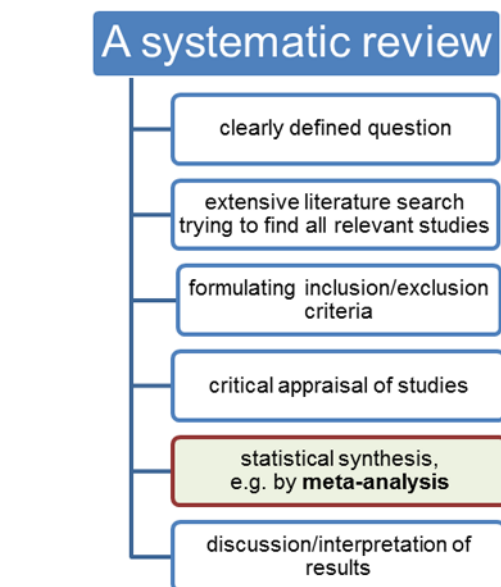 A systematic review
clearly defined question
extensive literature search
trying to find all relevant studies
formulating inclusion/exclusion
criteria
critical appraisal of studies
statistical synthesis,
e.g. by meta-analysis
discussion/interpretation of
results